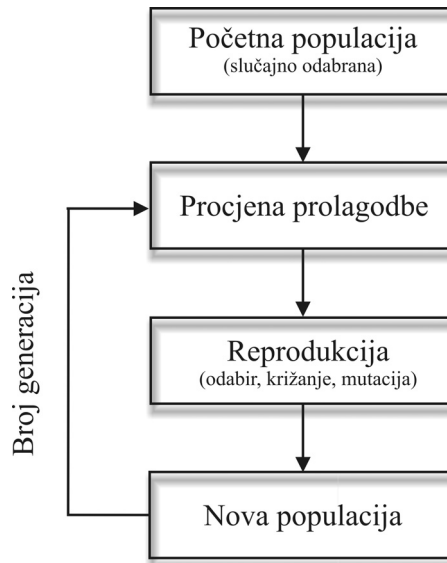 Početna populacija
(slučajno odabrana)
Procjena prolagodbe
Reprodukcija
(odabir, križanje, mutacija)
Nova populacija
Broj generacija